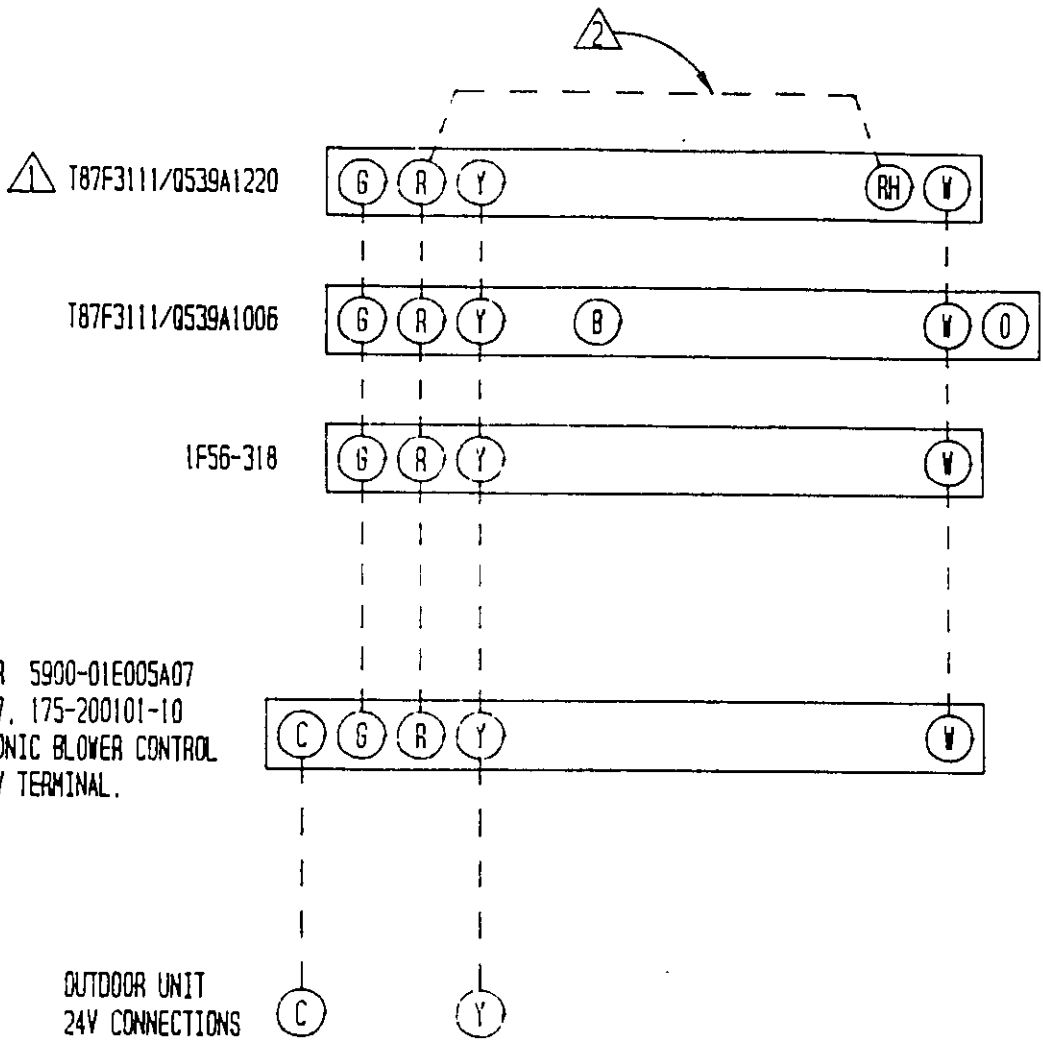 2
1 T87F3111/Q539A1220
G R Y RH W
T87F3111/Q539A1006
G R Y B W O
1F56-318
G R Y W
R 5900-01E005A07
7, 175-200101-10
ONIC BLOWER CONTROL
V TERMINAL.
C G R Y W
OUTDOOR UNIT
24V CONNECTIONS
C Y